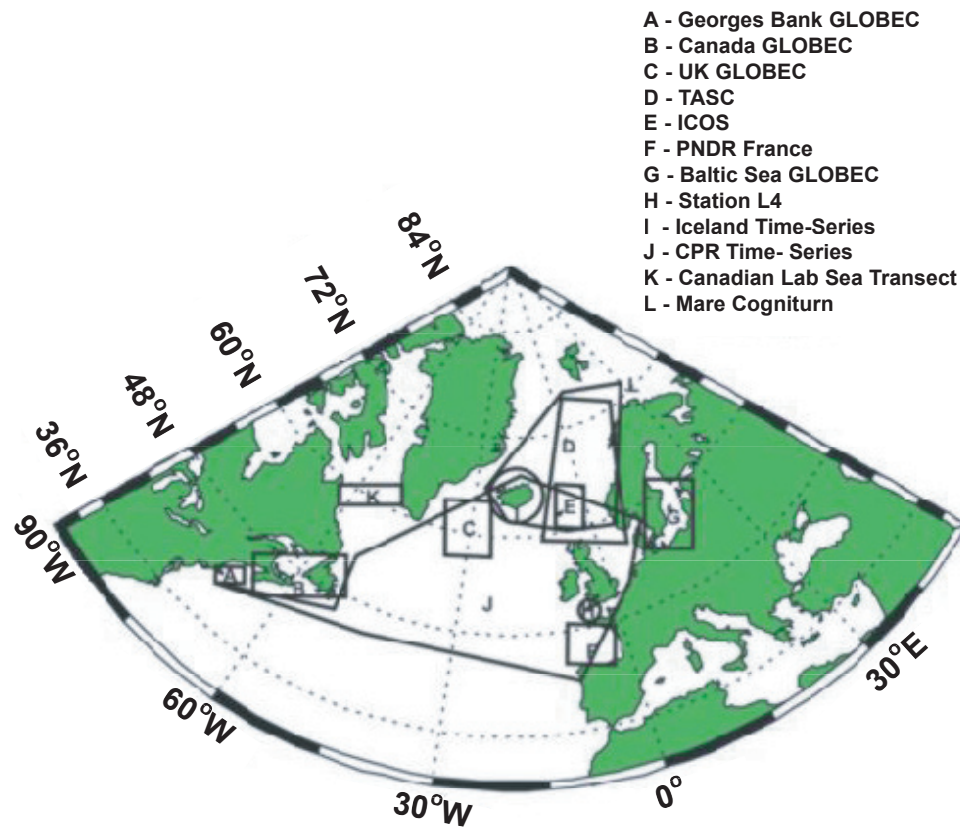 A - Georges Bank GLOBEC
B - Canada GLOBEC
C - UK GLOBEC
D - TASC
E - ICOS
F - PNDR France
G - Baltic Sea GLOBEC
H - Station L4
I - Iceland Time-Series
J - CPR Time- Series
K - Canadian Lab Sea Transect
L - Mare Cogniturn
84°N
72°N
60°N
48°N
36°N
90°W
60°W
30°W
0°
30°E
D
K
E
C
G
A
B
J
H
F